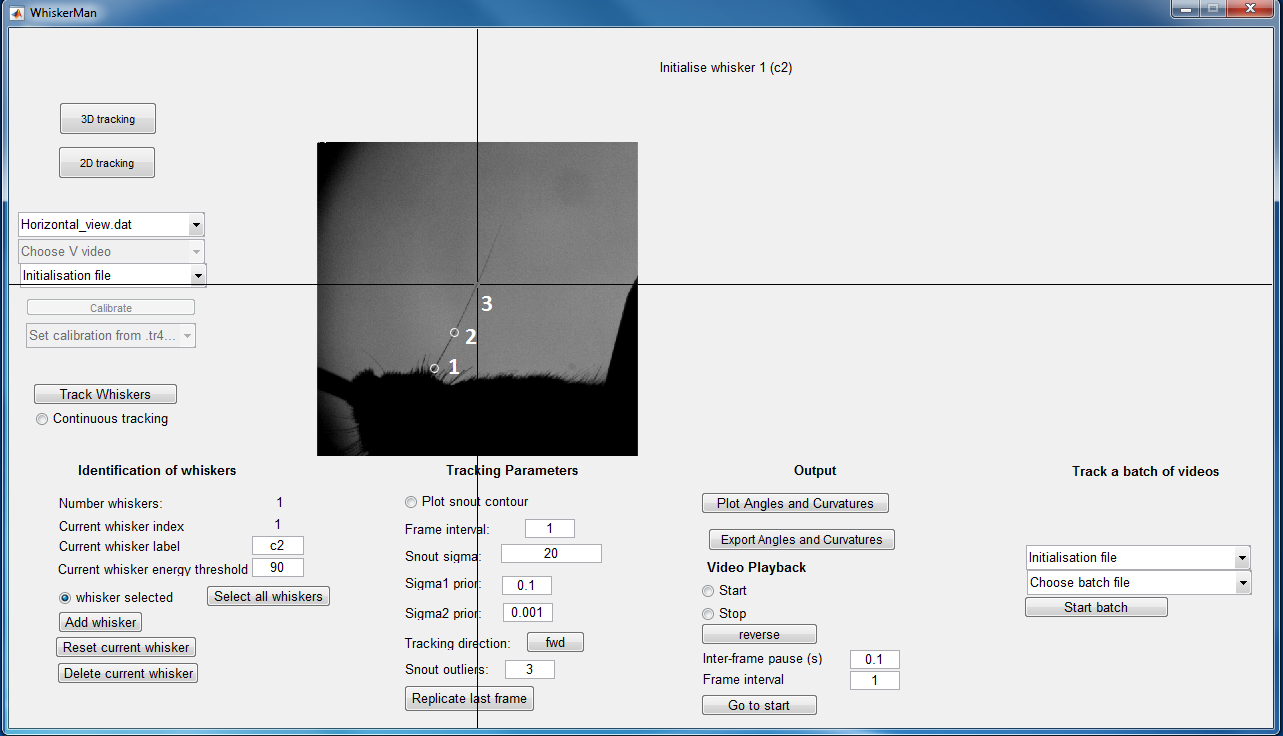 WhiskerMan
Initialise whisker 1 (c2)
3D tracking
2D tracking
Horizontal_view.dat
Choose V video
Initialisation file
Calibrate
Set calibration from .tr4...
Track Whiskers
Continuous tracking
3
2
1
Identification of whiskers
Number whiskers: 1
Current whisker index 1
Current whisker label c2
Current whisker energy threshold 90
whisker selected Select all whiskers
Add whisker
Reset current whisker
Delete current whisker
Tracking Parameters
Plot snout contour
Frame interval: 1
Snout sigma: 20
Sigma1 prior: 0.1
Sigma2 prior: 0.001
Tracking direction: fwd
Snout outliers: 3
Replicate last frame
Output
Plot Angles and Curvatures
Export Angles and Curvatures
Video Playback
Start
Stop
reverse
Inter-frame pause (s) 0.1
Frame interval 1
Go to start
Track a batch of videos
Initialisation file
Choose batch file
Start batch